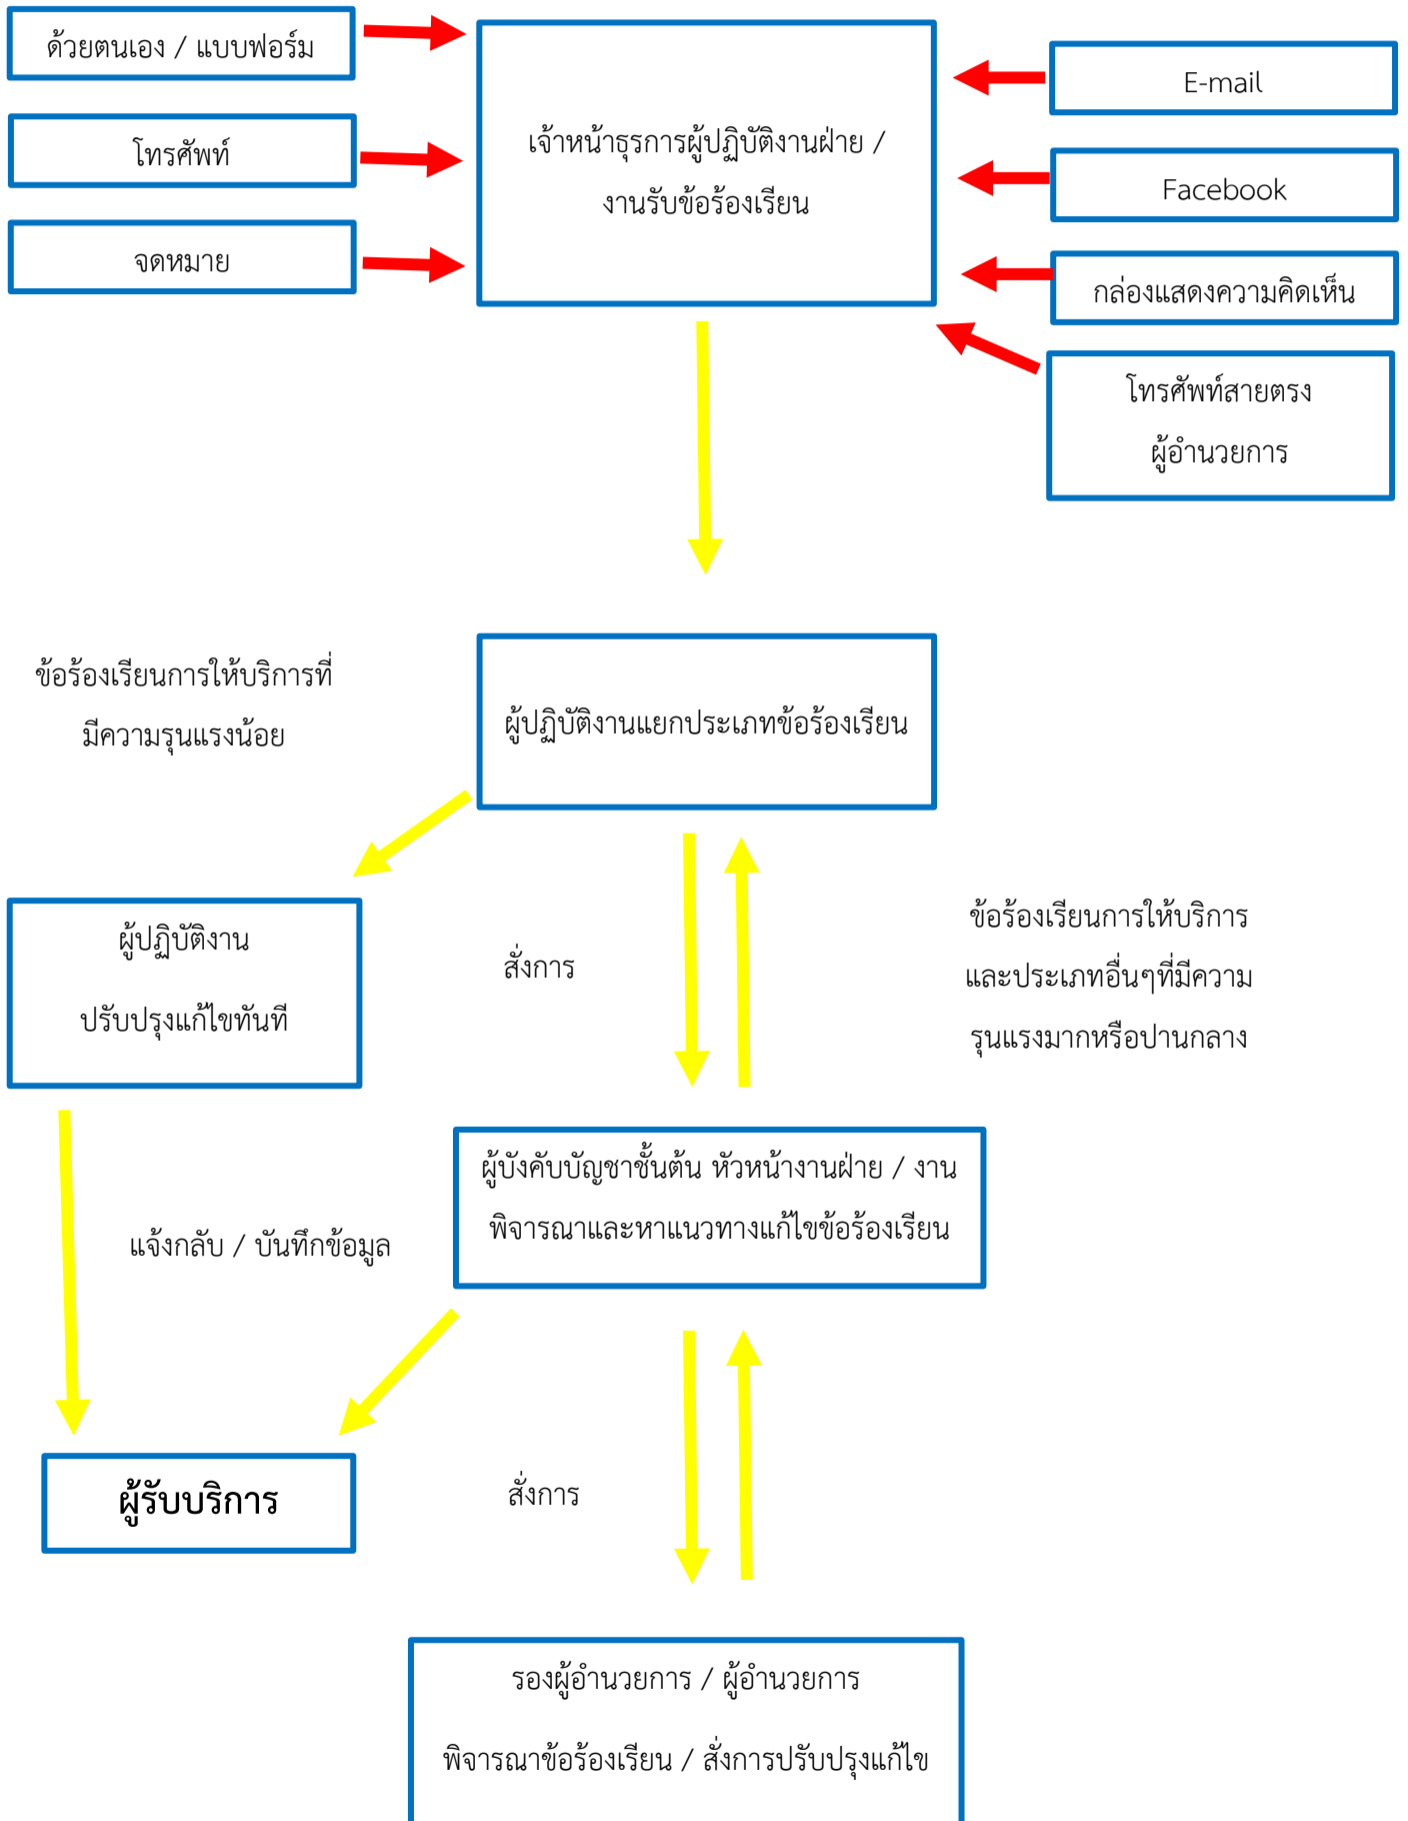 ด้วยตนเอง / แบบฟอร์ม
โทรศัพท์
จดหมาย
เจ้าหน้าธุรการผู้ปฏิบัติงานฝ่าย /
งานรับข้อร้องเรียน
E-mail
Facebook
กล่องแสดงความคิดเห็น
โทรศัพท์สายตรง
ผู้อำนวยการ
ข้อร้องเรียนการให้บริการที่
มีความรุนแรงน้อย
ผู้ปฏิบัติงานแยกประเภทข้อร้องเรียน
ผู้ปฏิบัติงาน
ปรับปรุงแก้ไขทันที
สั่งการ
ข้อร้องเรียนการให้บริการ
และประเภทอื่นๆที่มีความ
รุนแรงมากหรือปานกลาง
ผู้บังคับบัญชาชั้นต้น หัวหน้างานฝ่าย / งาน
พิจารณาและหาแนวทางแก้ไขข้อร้องเรียน
แจ้งกลับ / บันทึกข้อมูล
ผู้รับบริการ
สั่งการ
รองผู้อำนวยการ / ผู้อำนวยการ
พิจารณาข้อร้องเรียน / สั่งการปรับปรุงแก้ไข